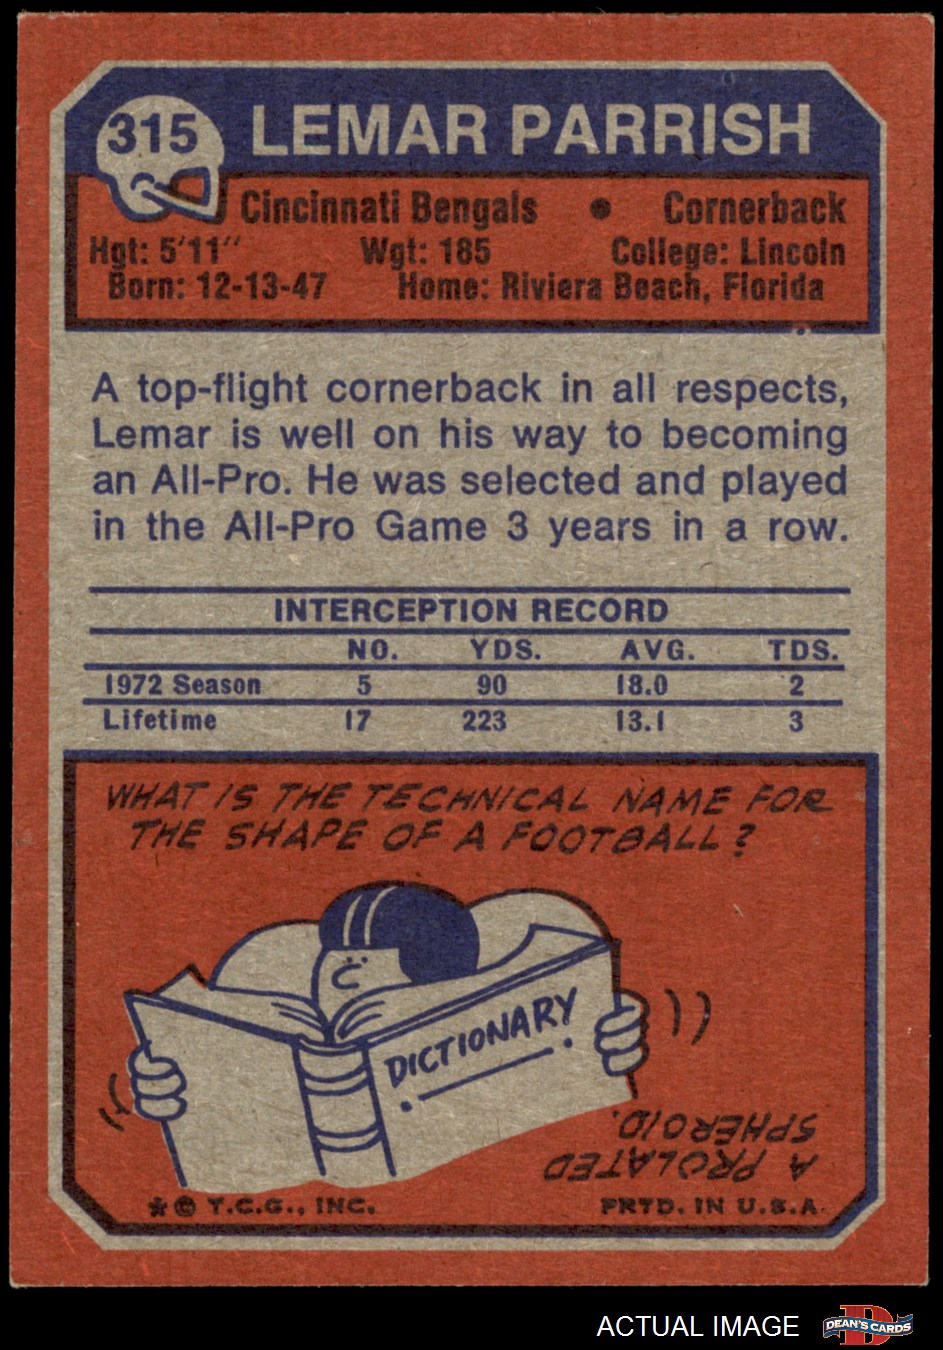 315
LEMAR PARRISH
Cincinnati Bengals • Cornerback
Hgt: 5'11" Wgt: 185 College: Lincoln
Born: 12-13-47 Home: Riviera Beach, Florida
A top-flight cornerback in all respects,
Lemar is well on his way to becoming
an All-Pro. He was selected and played
in the All-Pro Game 3 years in a row.
INTERCEPTION RECORD
NO. YDS. AVG. TDS.
1972 Season 5 90 18.0 2
Lifetime 17 223 13.1 3
WHAT IS THE TECHNICAL NAME FOR
THE SHAPE OF A FOOTBALL?
DICTIONARY
A PROLATED
SPHEROID.
* © T.C.G., INC. PRTD. IN U.S.A.
ACTUAL IMAGE
D
DEAN'S CARDS